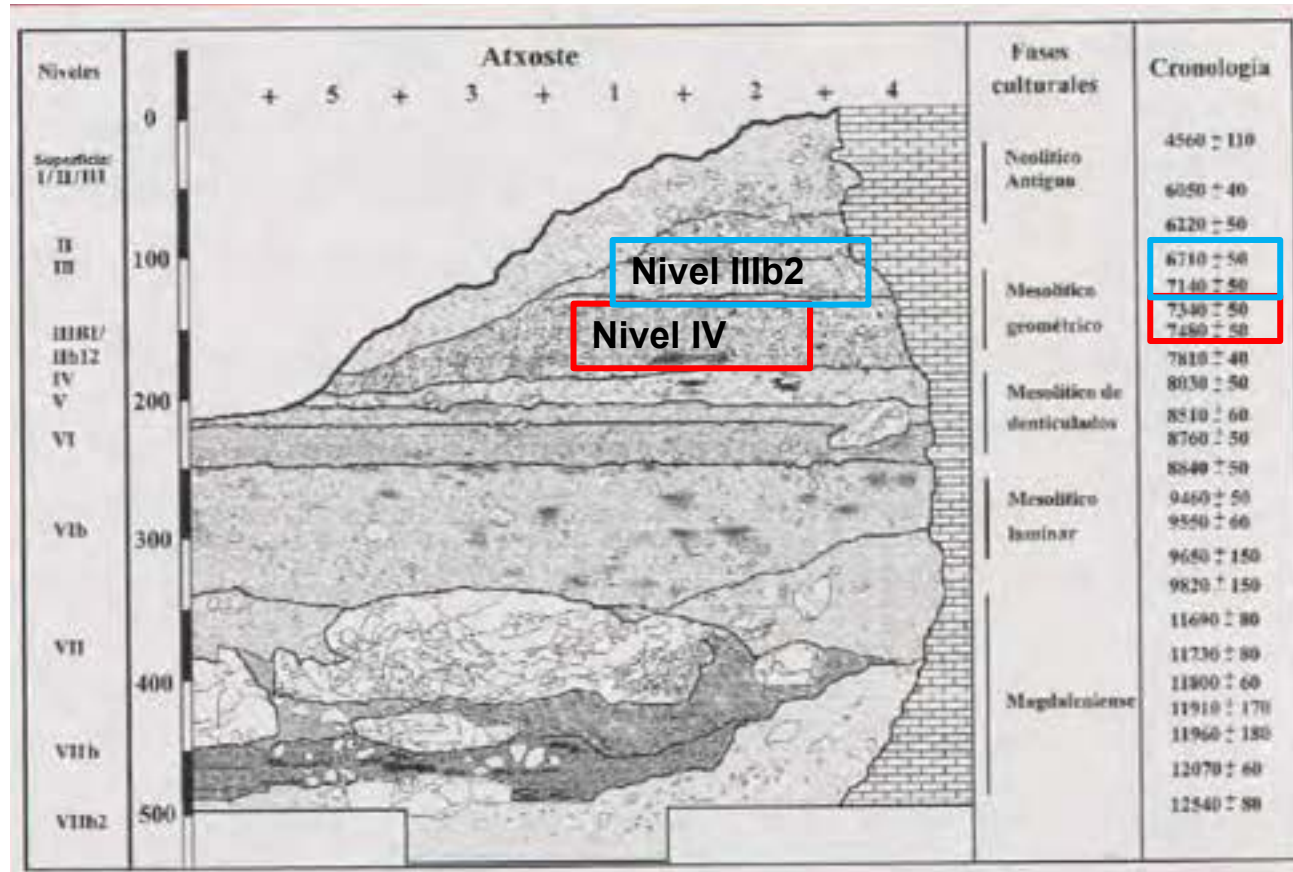 Atxoste
Niveles
+ 5 + 3 + 1 + 2 + 4
Fases
culturales
Cronología
0
100
200
300
400
500
Superficie/
I/II/III
II
III
IIIB1/
IV
V
VI
VIb
VII
VIIb
VIIb2
Nivel IIIb2
Nivel IV
Neolítico
Antiguo
Mesolítico
geométrico
Mesolítico de
denticulados
Mesolítico
laminar
Magdaleniense
4560 ± 110
6050 ± 40
6220 ± 50
6710 ± 50
7140 ± 50
7340 ± 50
7480 ± 50
7810 ± 40
8030 ± 50
8510 ± 60
8760 ± 50
8840 ± 50
9460 ± 50
9550 ± 60
9650 ± 150
9820 ± 150
11690 ± 80
11730 ± 80
11800 ± 60
11910 ± 170
11960 ± 180
12070 ± 60
12540 ± 80